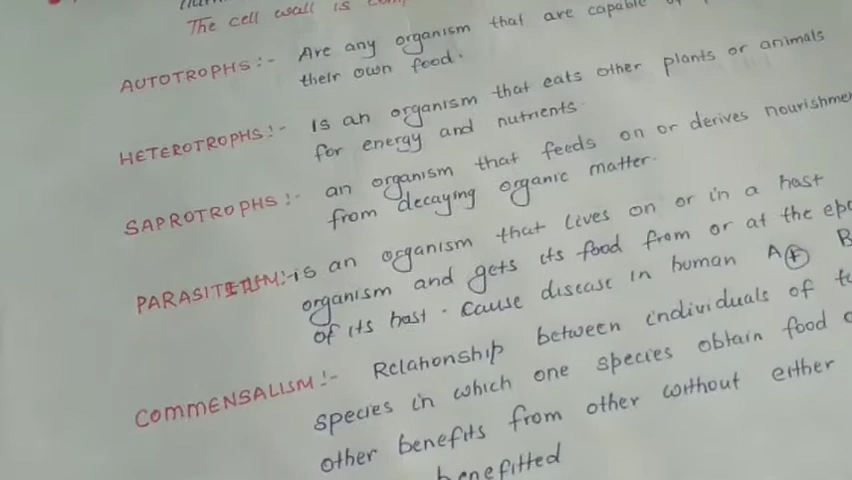 The cell wall is
AUTOTROPHS:- Are any organism that are capable
their own food.
HETEROTROPHS:- Is an organism that eats other plants or animals
for energy and nutrients.
SAPROTROPHS:- an organism that feeds on or derives
from decaying organic matter.
is an organism that lives on or in a hast
organism and gets its food from or at the
of its hast. cause disease in human A
COMMENSALISM:- Relationship between individuals of
species in which one species obtain food
other benefits from other without either
benefitted